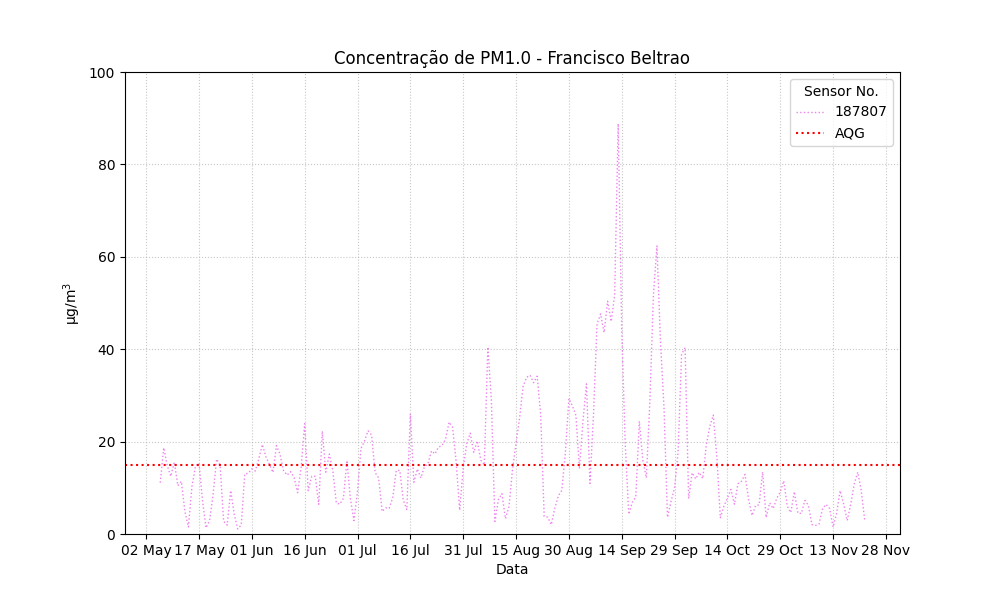 Concentração de PM1.0 - Francisco Beltrao
100
80
60
40
20
0
µg/m³
Sensor No.
187807
AQG
02 May 17 May 01 Jun 16 Jun 01 Jul 16 Jul 31 Jul 15 Aug 30 Aug 14 Sep 29 Sep 14 Oct 29 Oct 13 Nov 28 Nov
Data